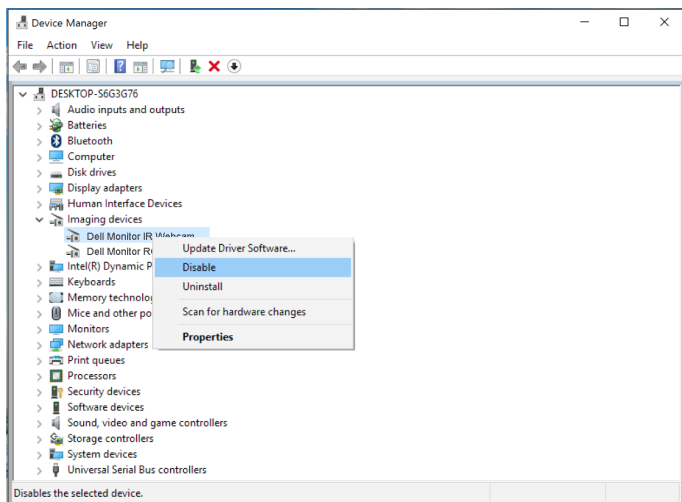 Device Manager
File Action View Help
DESKTOP-S6G3G76
Audio inputs and outputs
Batteries
Bluetooth
Computer
Disk drives
Display adapters
Human Interface Devices
Imaging devices
Dell Monitor IR Webcam
Dell Monitor
Update Driver Software...
Intel(R) Dynamic
Disable
Keyboards
Uninstall
Memory
Mice and other
Scan for hardware changes
Monitors
Properties
Network adapters
Print queues
Processors
Security devices
Software devices
Sound, video and game controllers
Storage controllers
System devices
Universal Serial Bus controllers
Disables the selected device.